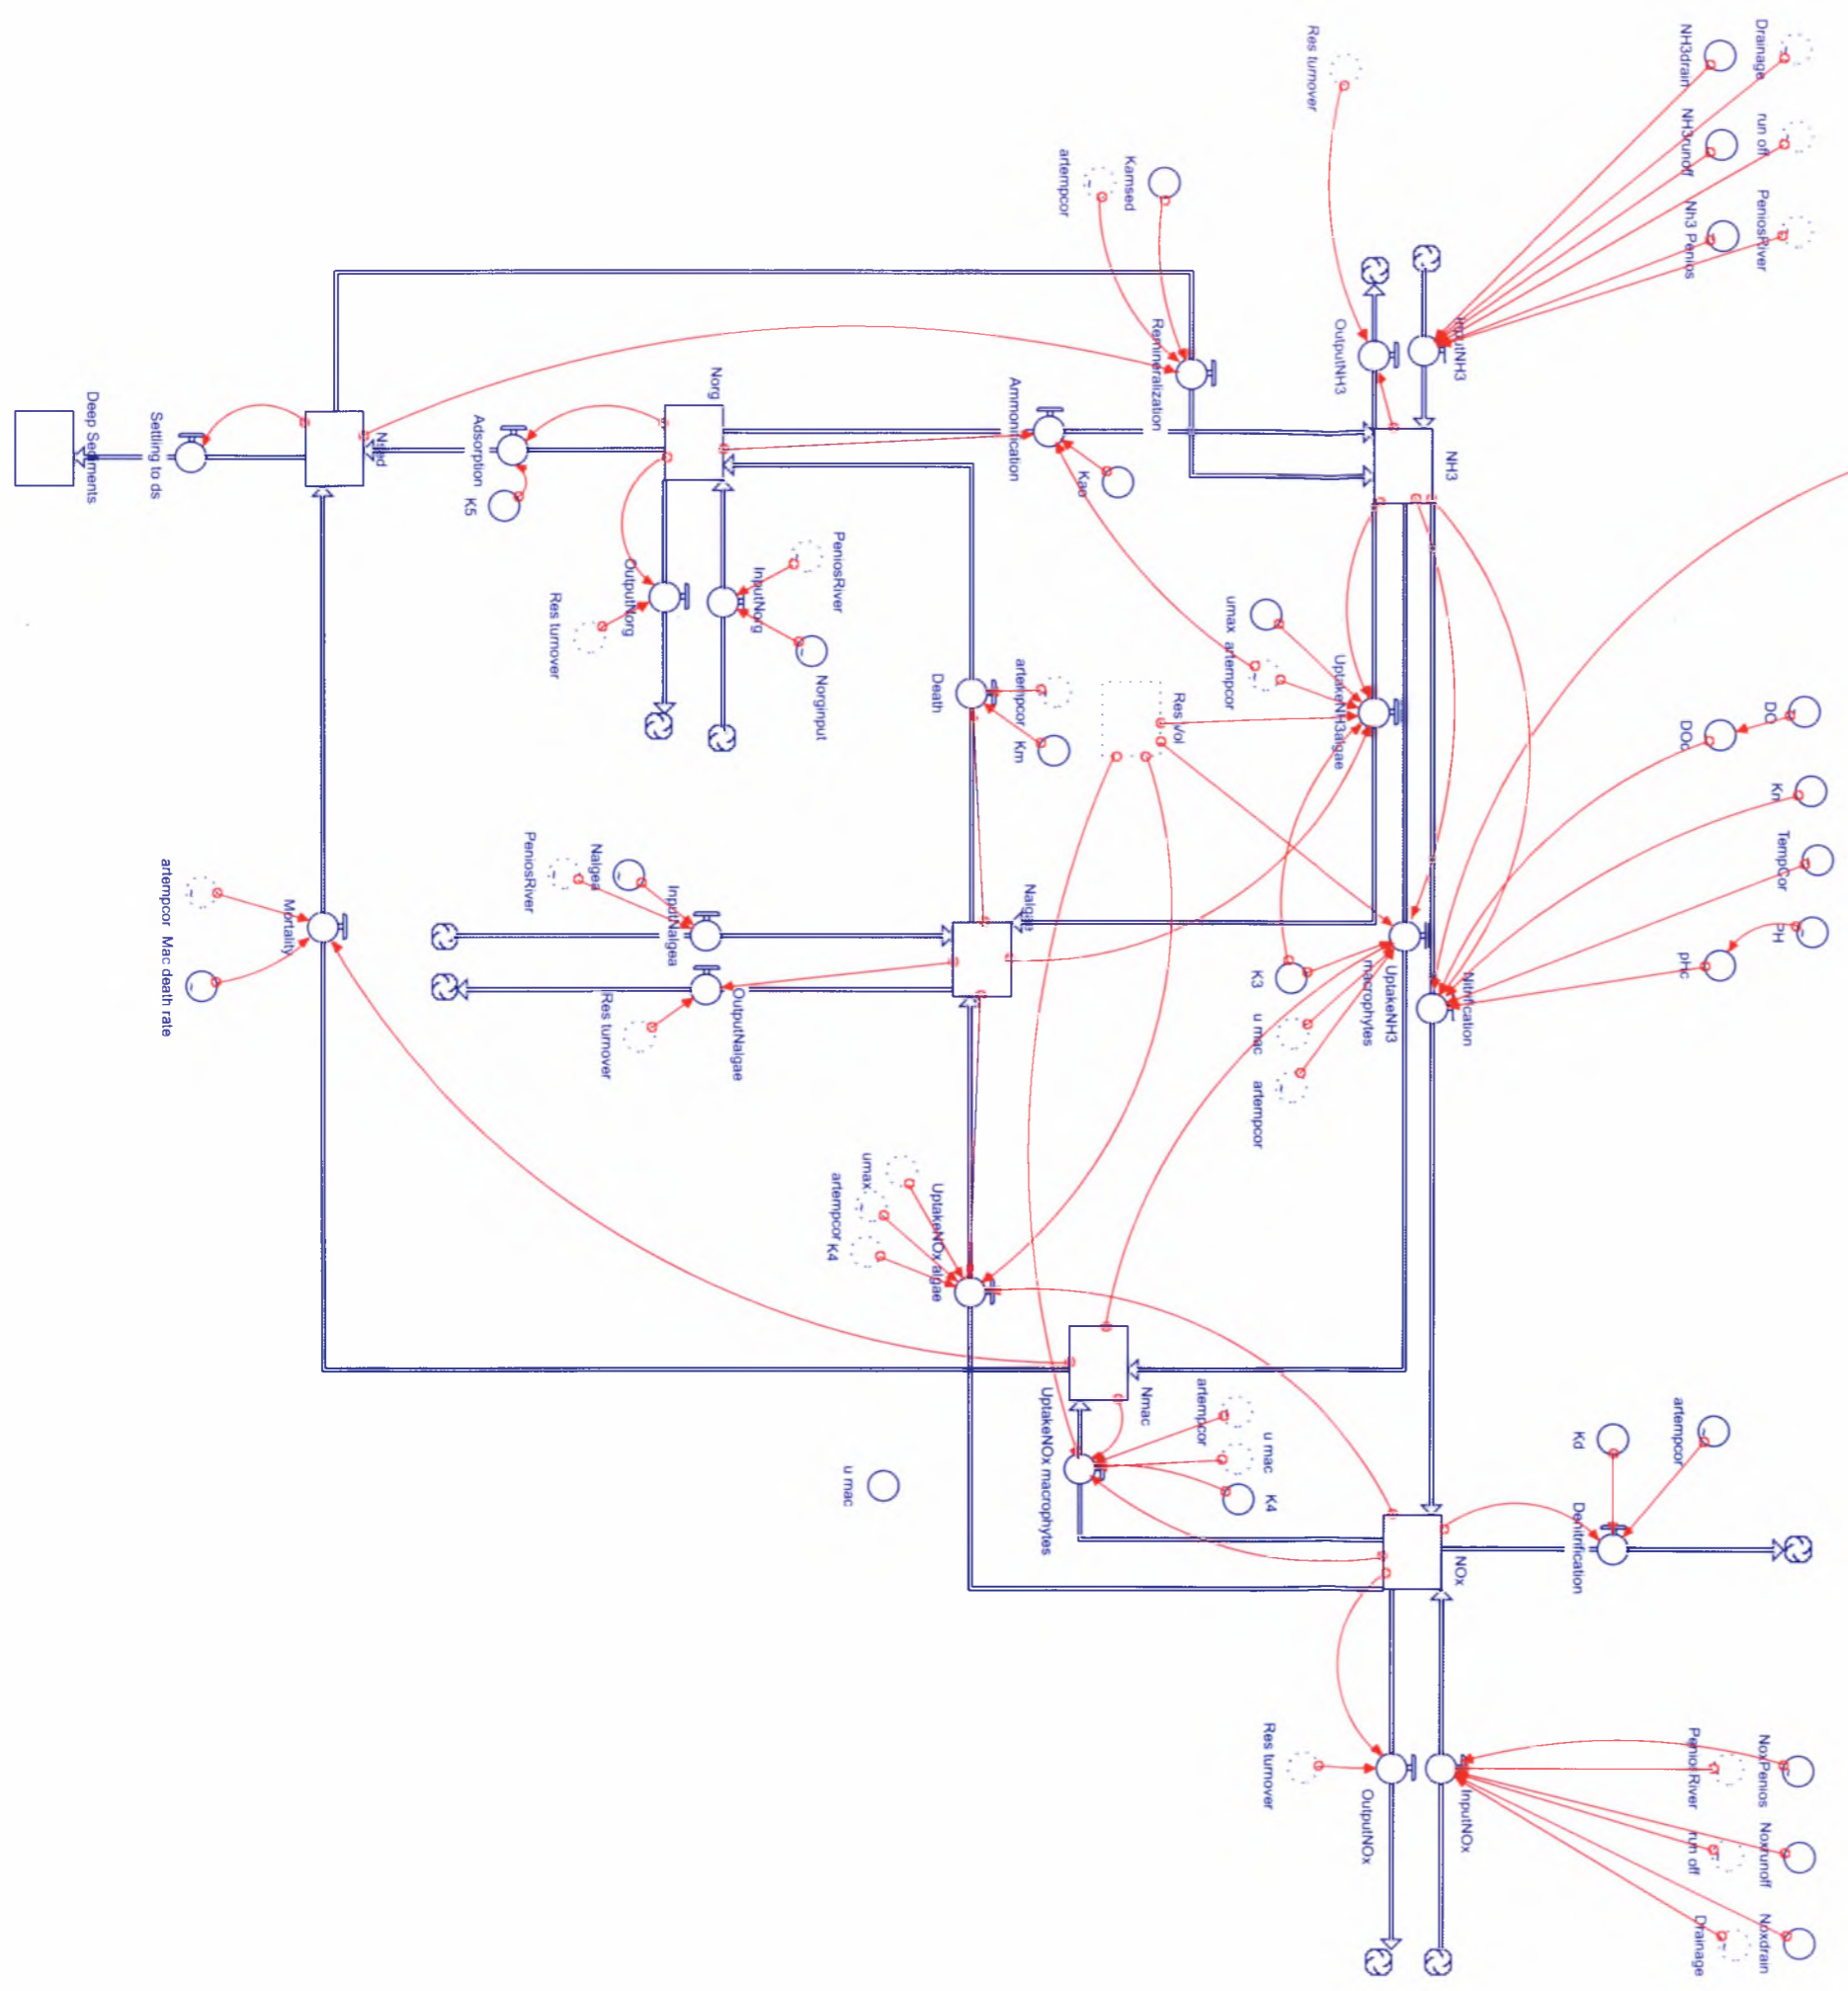 Drainage
run off
PeniosRiver
NH3drain
NH3runoff
Nh3 Penios
Res turnover
InputNH3
OutputNH3
NH3
Kamsed
artempcor
Remineralization
Ammonification
Kao
Norg
Adsorption
K5
Nsed
Settling to ds
Deep Sediments
PeniosRiver
InputNorg
Norginput
OutputNorg
Res turnover
umax
artempcor
UptakeNH3algae
Res Vol
artempcor
Km
Death
DO
DOc
Kn
TempCor
PH
pHc
Nitrification
UptakeNH3
macrophytes
K3
u mac
artempcor
Nalgae
Nalgea
PeniosRiver
InputNalgea
OutputNalgae
Res turnover
Mortality
artempcor
Mac death rate
umax
artempcor
K4
UptakeNOx algae
Nmac
UptakeNOx macrophytes
artempcor
u mac
K4
u mac
artempcor
Kd
Denitrification
NOx
NoxPenios
PeniosRiver
Noxrunoff
run off
Noxdrain
Drainage
InputNOx
OutputNOx
Res turnover